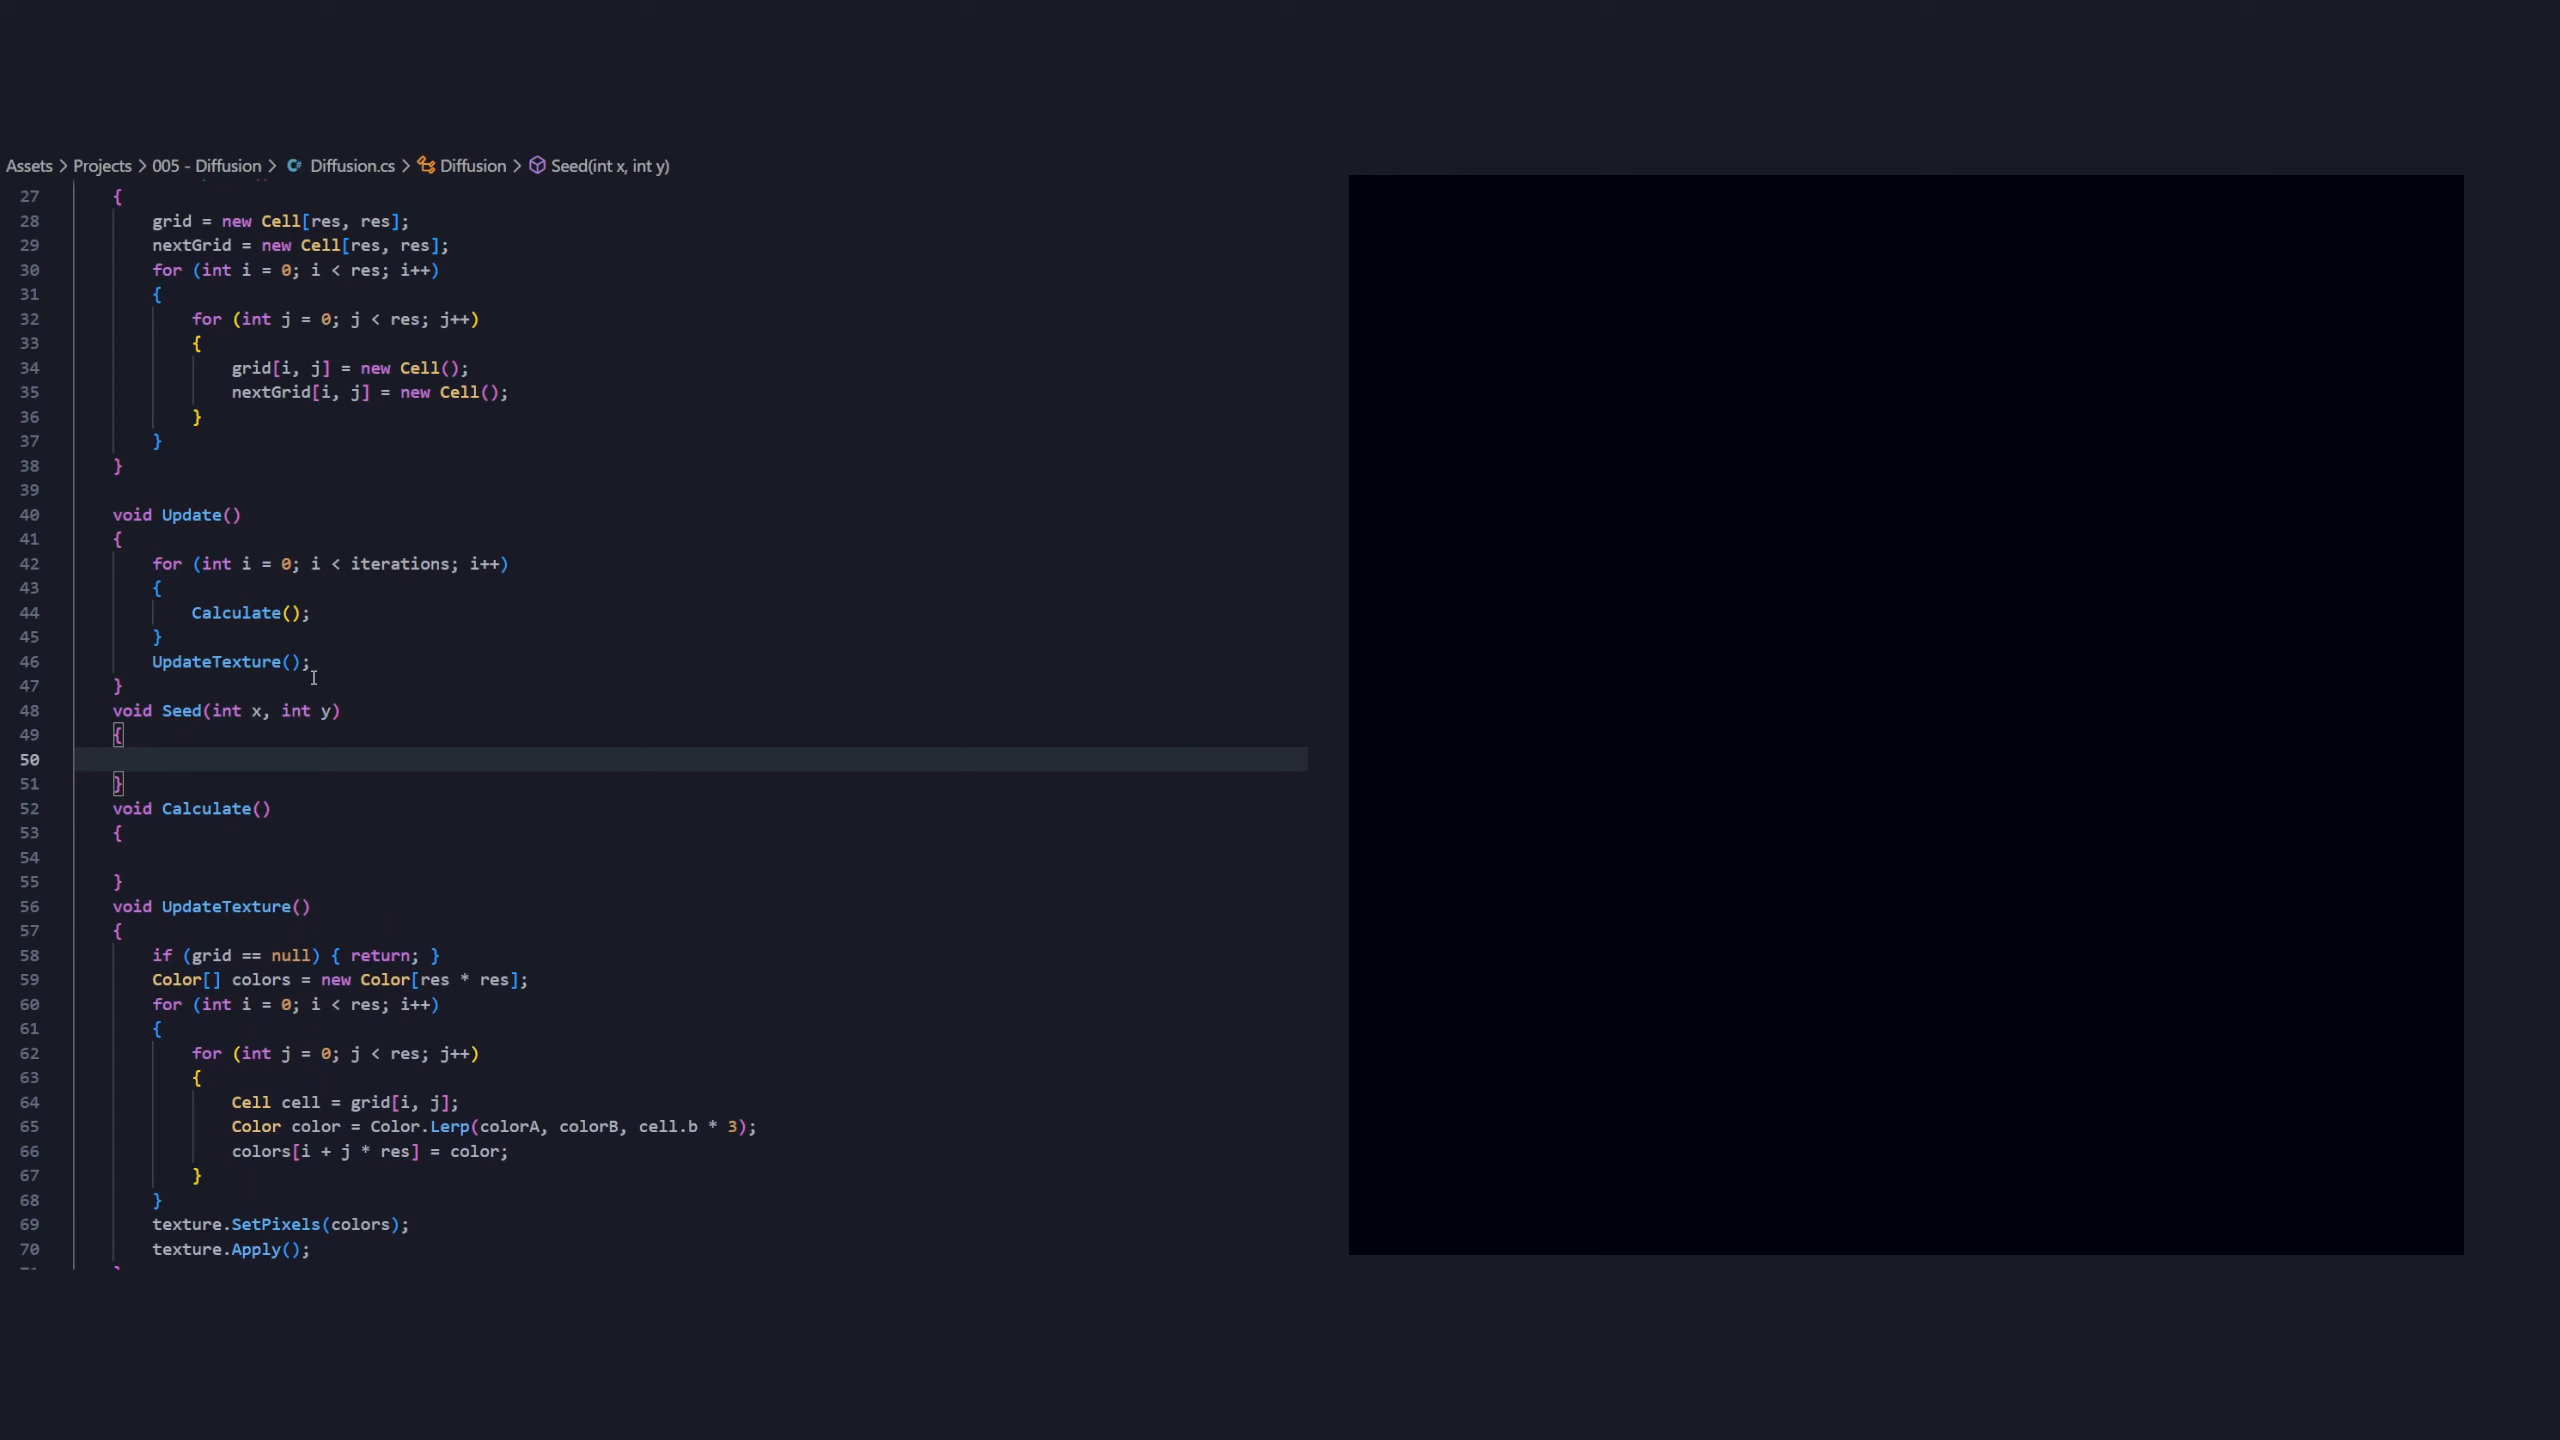 Assets > Projects > 005 - Diffusion > C# Diffusion.cs > Diffusion > Seed(int x, int y)
27 {
28 grid = new Cell[res, res];
29 nextGrid = new Cell[res, res];
30 for (int i = 0; i < res; i++)
31 {
32 for (int j = 0; j < res; j++)
33 {
34 grid[i, j] = new Cell();
35 nextGrid[i, j] = new Cell();
36 }
37 }
38 }
39
40 void Update()
41 {
42 for (int i = 0; i < iterations; i++)
43 {
44 Calculate();
45 }
46 UpdateTexture();
47 }
48 void Seed(int x, int y)
49 {
50
51 }
52 void Calculate()
53 {
54
55 }
56 void UpdateTexture()
57 {
58 if (grid == null) { return; }
59 Color[] colors = new Color[res * res];
60 for (int i = 0; i < res; i++)
61 {
62 for (int j = 0; j < res; j++)
63 {
64 Cell cell = grid[i, j];
65 Color color = Color.Lerp(colorA, colorB, cell.b * 3);
66 colors[i + j * res] = color;
67 }
68 }
69 texture.SetPixels(colors);
70 texture.Apply();